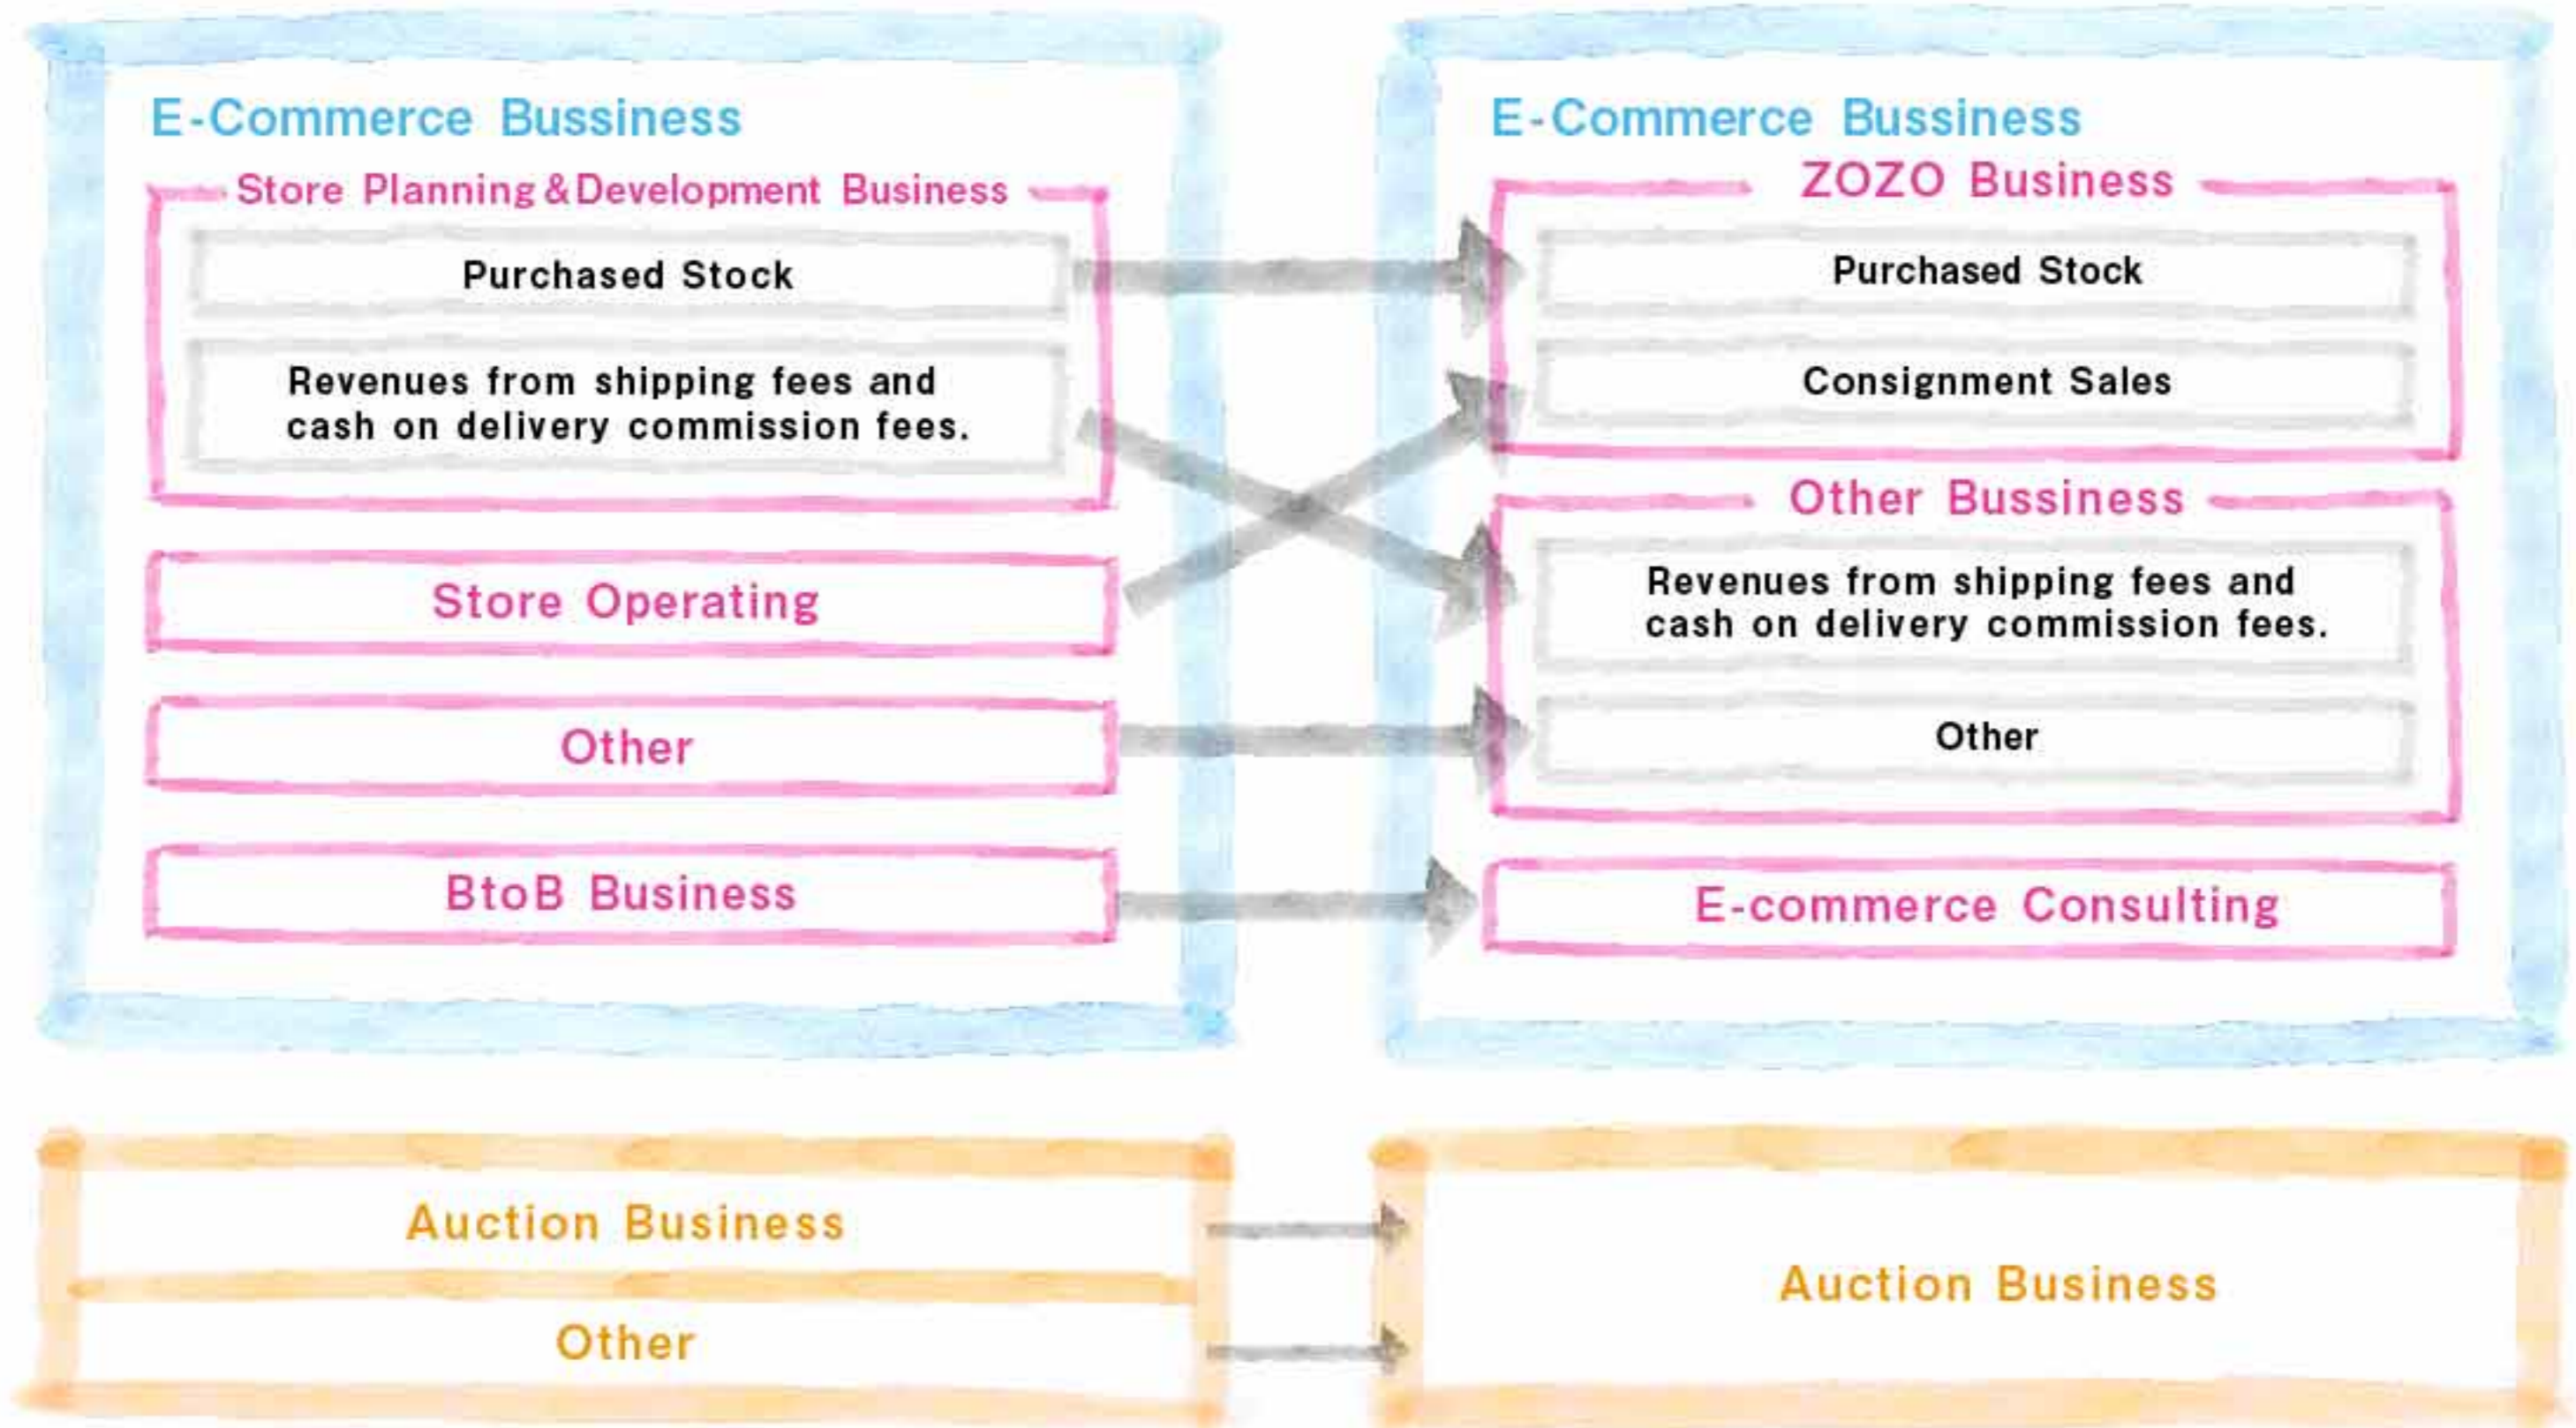 E-Commerce Bussiness
Store Planning & Development Business
Purchased Stock
Revenues from shipping fees and
cash on delivery commission fees.
Store Operating
Other
BtoB Business
E-Commerce Bussiness
ZOZO Business
Purchased Stock
Consignment Sales
Other Bussiness
Revenues from shipping fees and
cash on delivery commission fees.
Other
E-commerce Consulting
Auction Business
Other
Auction Business